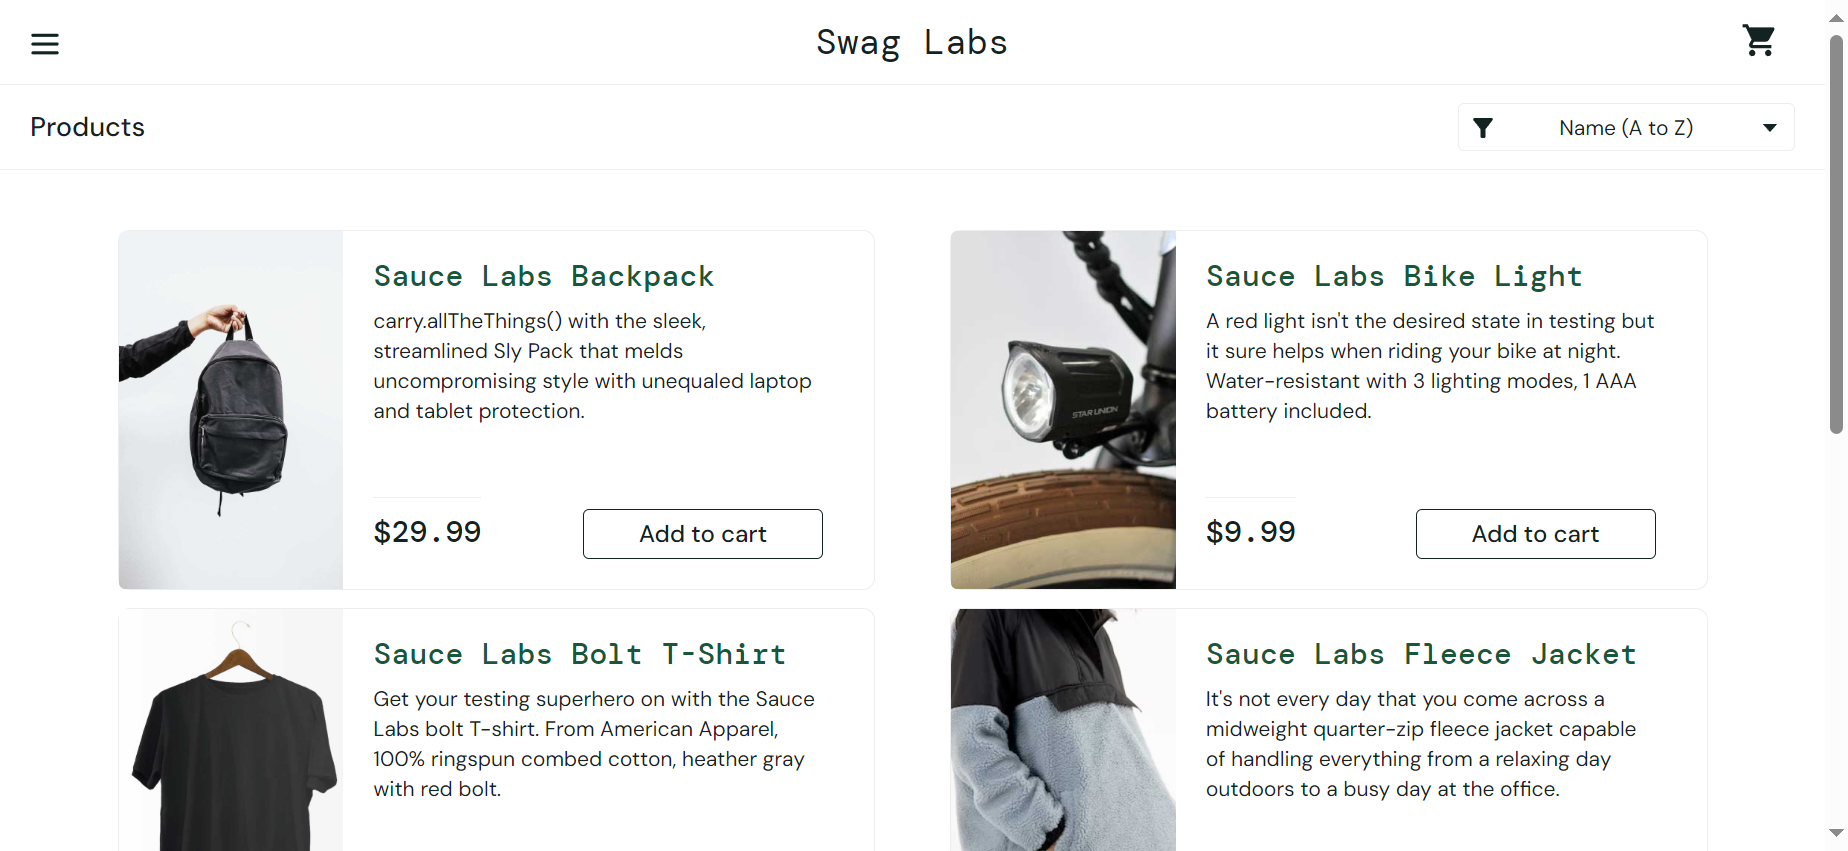 Swag Labs
Products
Name (A to Z)
Sauce Labs Backpack
carry.allTheThings() with the sleek,
streamlined Sly Pack that melds
uncompromising style with unequaled laptop
and tablet protection.
$29.99
Add to cart
Sauce Labs Bike Light
A red light isn't the desired state in testing but
it sure helps when riding your bike at night.
Water-resistant with 3 lighting modes, 1 AAA
battery included.
STAR UNION
$9.99
Add to cart
Sauce Labs Bolt T-Shirt
Get your testing superhero on with the Sauce
Labs bolt T-shirt. From American Apparel,
100% ringspun combed cotton, heather gray
with red bolt.
Sauce Labs Fleece Jacket
It's not every day that you come across a
midweight quarter-zip fleece jacket capable
of handling everything from a relaxing day
outdoors to a busy day at the office.